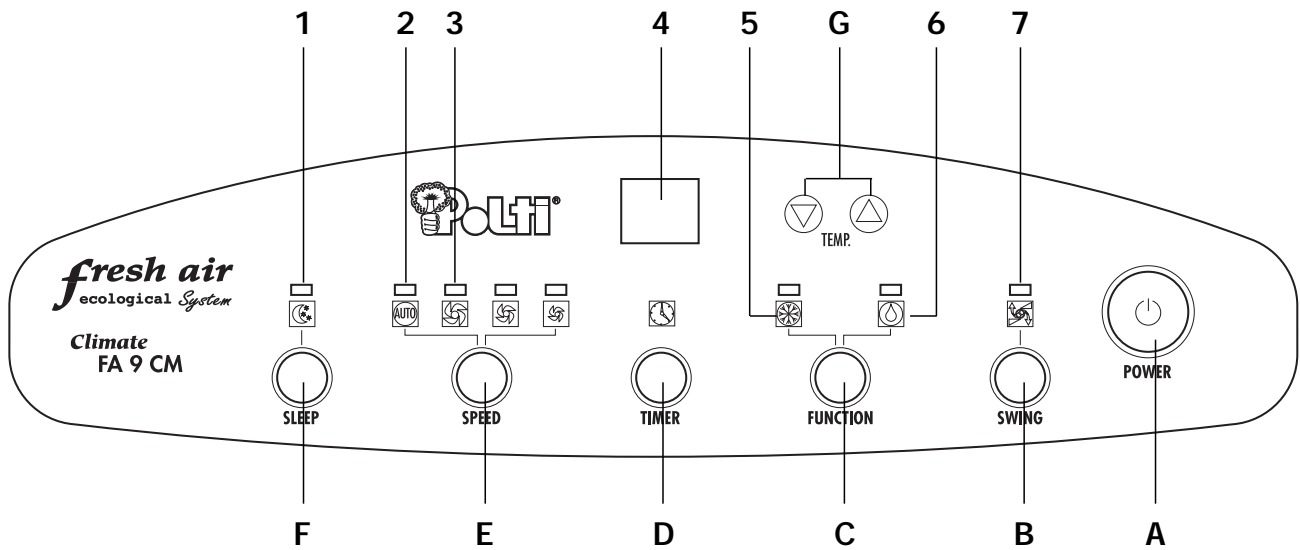 1 2 3 4 5 G 6 7
Polti®
TEMP.
fresh air
ecological System
AUTO
Climate
FA 9 CM
POWER
SLEEP SPEED TIMER FUNCTION SWING
F E D C B A